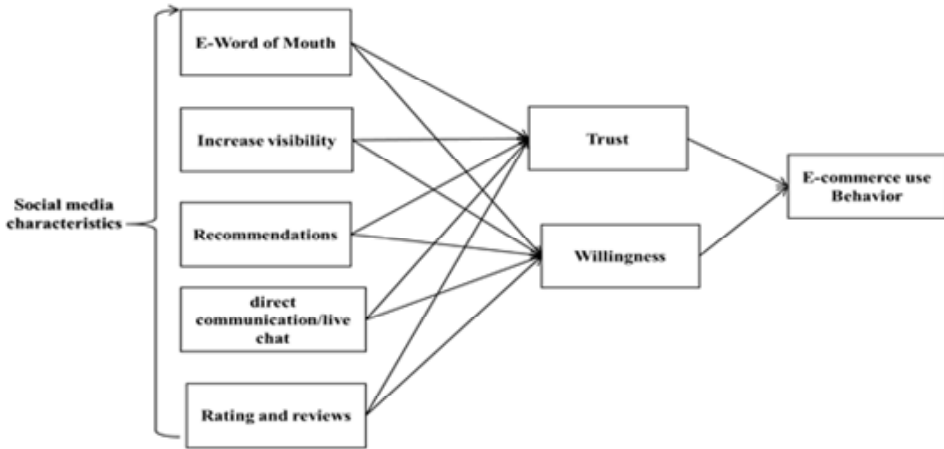 E-Word of Mouth
Increase visibility
Trust
E-commerce use
Behavior
Social media
characteristics
Recommendations
Willingness
direct
communication/live
chat
Rating and reviews